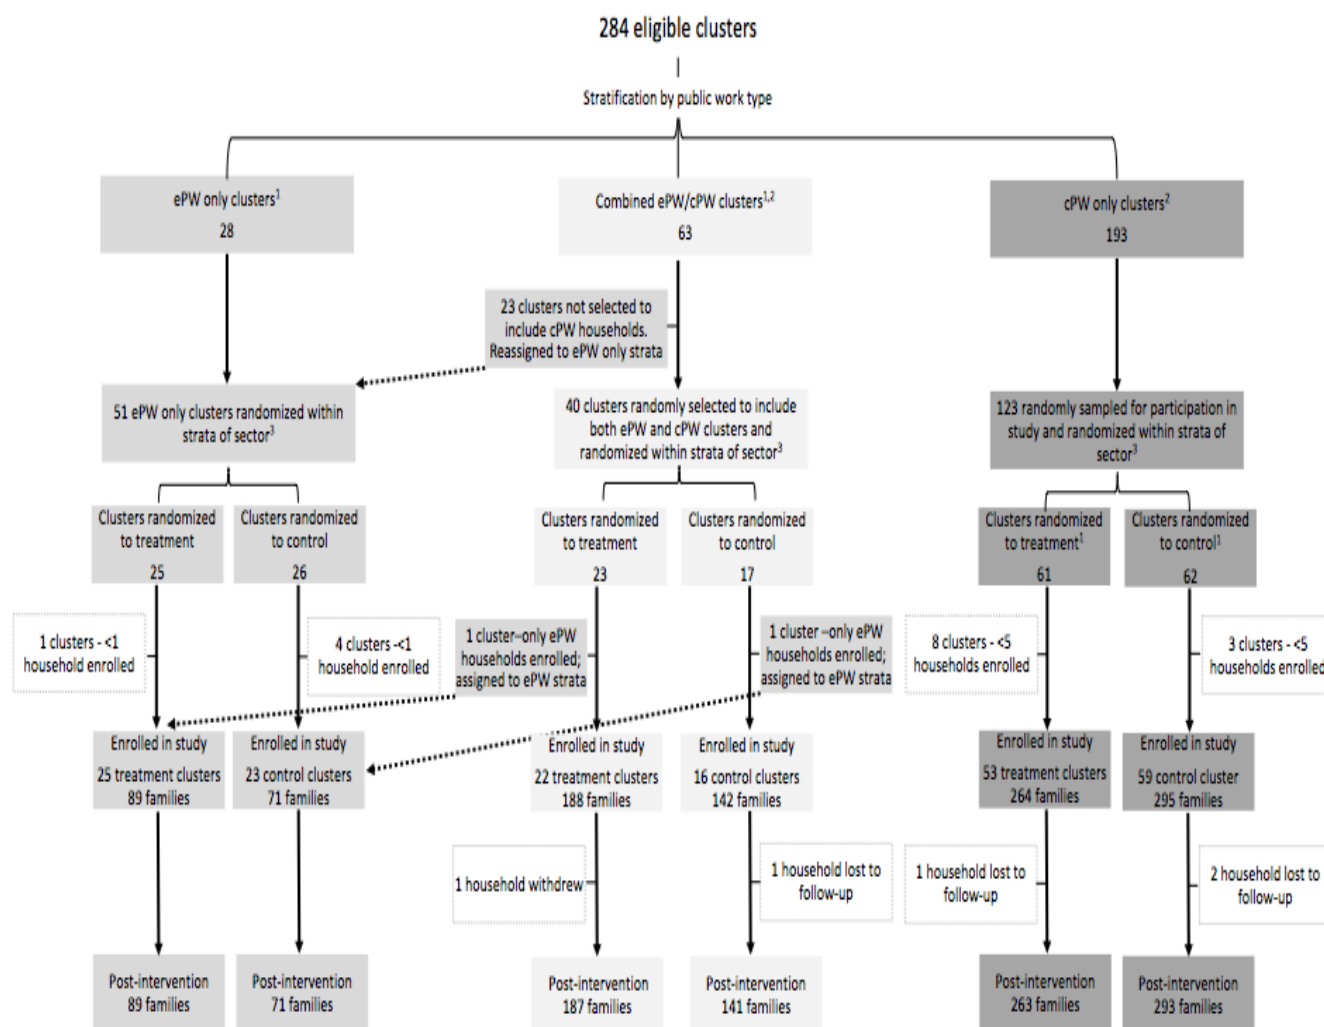 284 eligible clusters
Stratification by public work type
ePW only clusters¹
28
Combined ePW/cPW clusters¹,²
63
cPW only clusters²
193
23 clusters not selected to
include cPW households.
Reassigned to ePW only strata
51 ePW only clusters randomized within
strata of sector³
40 clusters randomly selected to include
both ePW and cPW clusters and
randomized within strata of sector³
123 randomly sampled for participation in
study and randomized within strata of
sector³
Clusters randomized
to treatment
25
Clusters randomized
to control
26
Clusters randomized
to treatment
23
Clusters randomized
to control
17
Clusters randomized
to treatment¹
61
Clusters randomized
to control¹
62
1 clusters - <1
household enrolled
4 clusters -<1
household enrolled
1 cluster–only ePW
households enrolled;
assigned to ePW strata
1 cluster –only ePW
households enrolled;
assigned to ePW strata
8 clusters - <5
households enrolled
3 clusters - <5
households enrolled
Enrolled in study
25 treatment clusters
89 families
Enrolled in study
23 control clusters
71 families
Enrolled in study
22 treatment clusters
188 families
Enrolled in study
16 control clusters
142 families
Enrolled in study
53 treatment clusters
264 families
Enrolled in study
59 control cluster
295 families
1 household withdrew
1 household lost to
follow-up
1 household lost to
follow-up
2 household lost to
follow-up
Post-intervention
89 families
Post-intervention
71 families
Post-intervention
187 families
Post-intervention
141 families
Post-intervention
263 families
Post-intervention
293 families